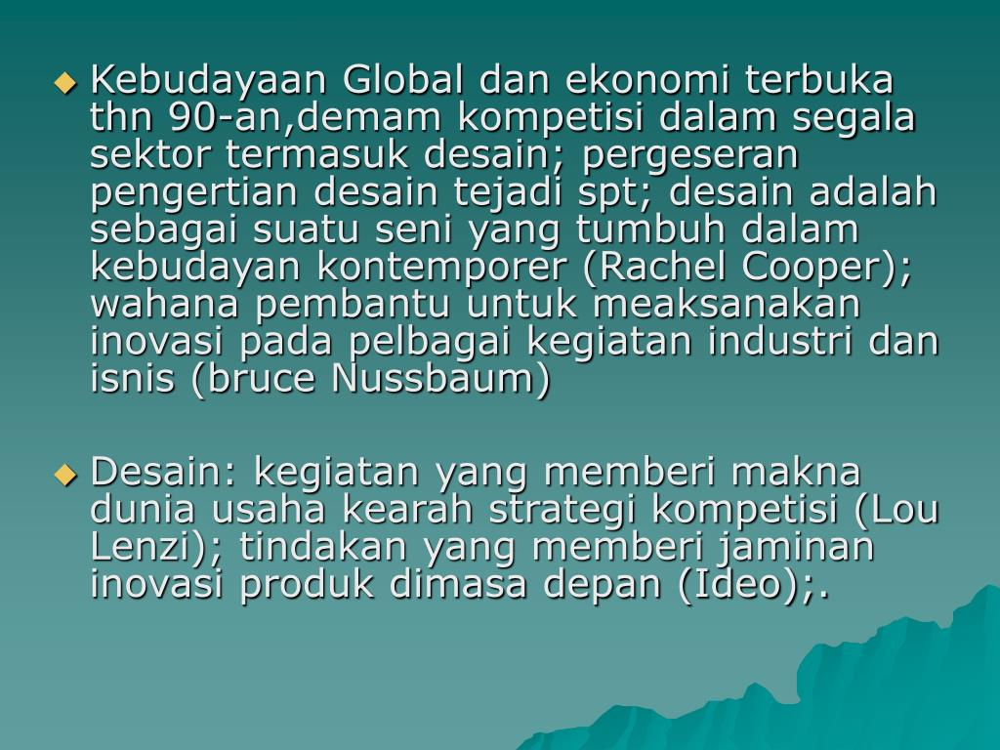 Kebudayaan Global dan ekonomi terbuka
thn 90-an,demam kompetisi dalam segala
sektor termasuk desain; pergeseran
pengertian desain tejadi spt; desain adalah
sebagai suatu seni yang tumbuh dalam
kebudayan kontemporer (Rachel Cooper);
wahana pembantu untuk meaksanakan
inovasi pada pelbagai kegiatan industri dan
isnis (bruce Nussbaum)
Desain: kegiatan yang memberi makna
dunia usaha kearah strategi kompetisi (Lou
Lenzi); tindakan yang memberi jaminan
inovasi produk dimasa depan (Ideo);.